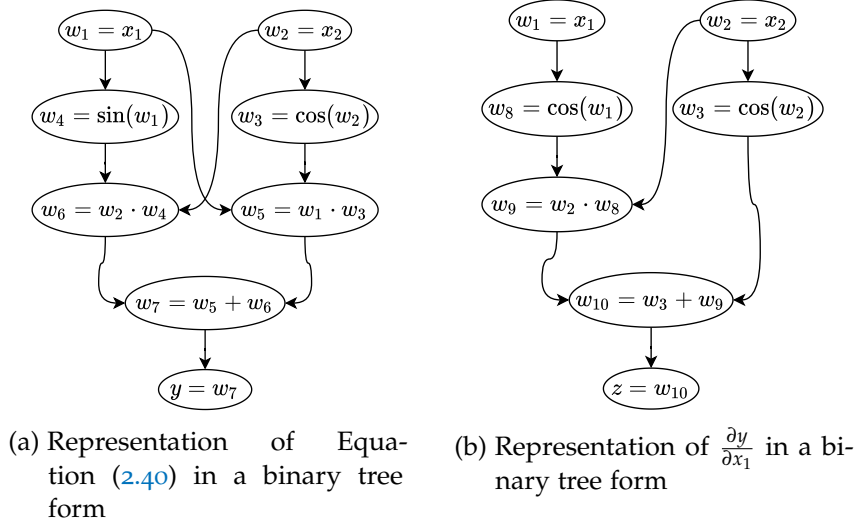 w₁ = x₁
w₂ = x₂
w₄ = sin(w₁)
w₃ = cos(w₂)
w₆ = w₂ · w₄
w₅ = w₁ · w₃
w₇ = w₅ + w₆
y = w₇
(a) Representation of Equa-
tion (2.40) in a binary tree
form
w₁ = x₁
w₂ = x₂
w₈ = cos(w₁)
w₃ = cos(w₂)
w₉ = w₂ · w₈
w₁₀ = w₃ + w₉
z = w₁₀
(b) Representation of ∂y/∂x₁ in a bi-
nary tree form